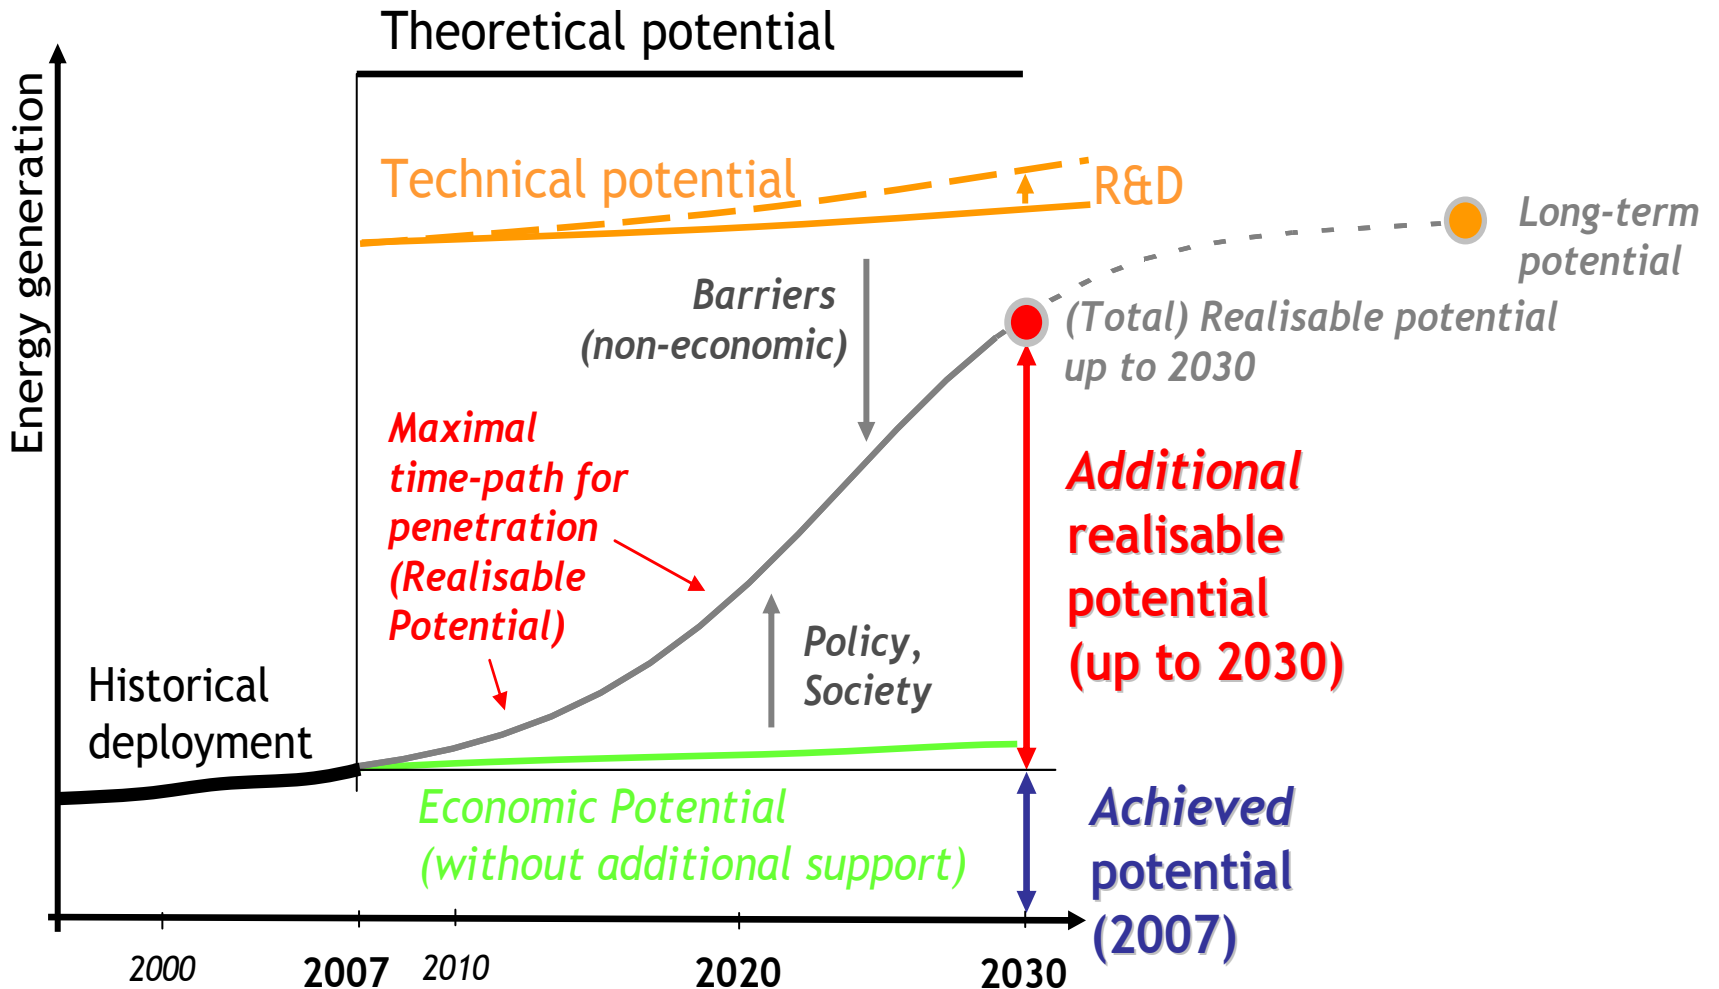 Theoretical potential
Energy generation
Technical potential
R&D
Long-term
potential
Barriers
(non-economic)
(Total) Realisable potential
up to 2030
Maximal
time-path for
penetration
(Realisable
Potential)
Additional
realisable
potential
(up to 2030)
Policy,
Society
Historical
deployment
Economic Potential
(without additional support)
Achieved
potential
(2007)
2000
2007
2010
2020
2030